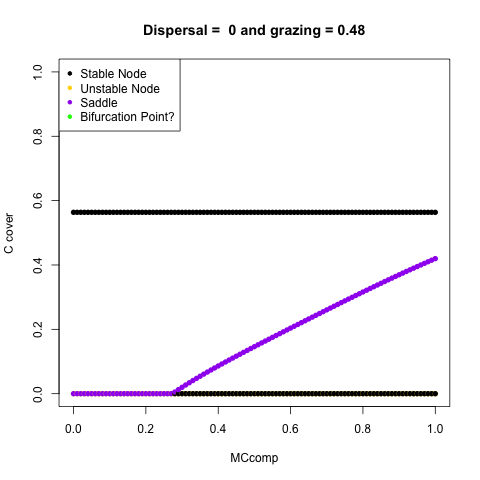 Dispersal =  0 and grazing = 0.48
Stable Node
Unstable Node
Saddle
Bifurcation Point?
C cover
1.0
0.8
0.6
0.4
0.2
0.0
0.0 0.2 0.4 0.6 0.8 1.0
MCcomp